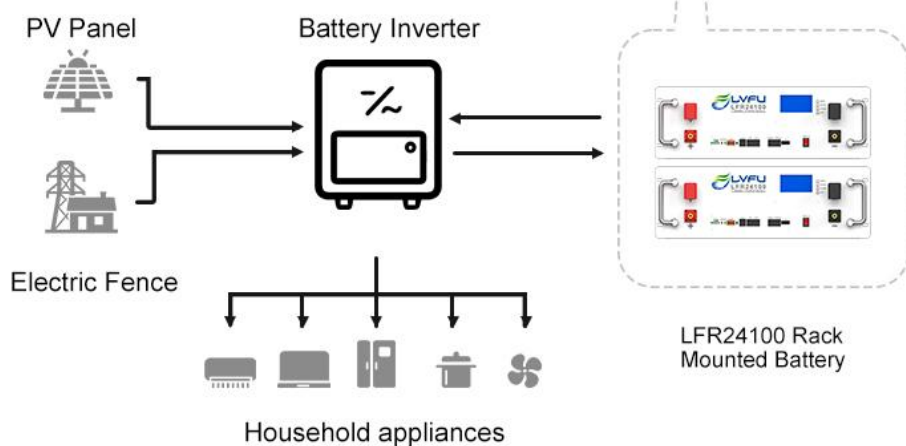 PV Panel
Battery Inverter
LVFU
LFR24100
LVFU
LFR24100
Electric Fence
LFR24100 Rack
Mounted Battery
Household appliances